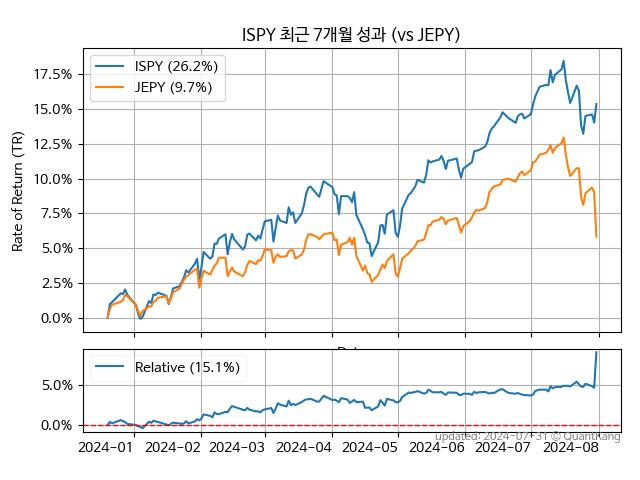 ISPY 최근 7개월 성과 (vs JEPY)
ISPY (26.2%)
JEPY (9.7%)
Rate of Return (TR)
17.5%
15.0%
12.5%
10.0%
7.5%
5.0%
2.5%
0.0%
Relative (15.1%)
5.0%
0.0%
2024-01 2024-02 2024-03 2024-04 2024-05 2024-06 2024-07 2024-08
updated: 2024-07-31 © QuantKang